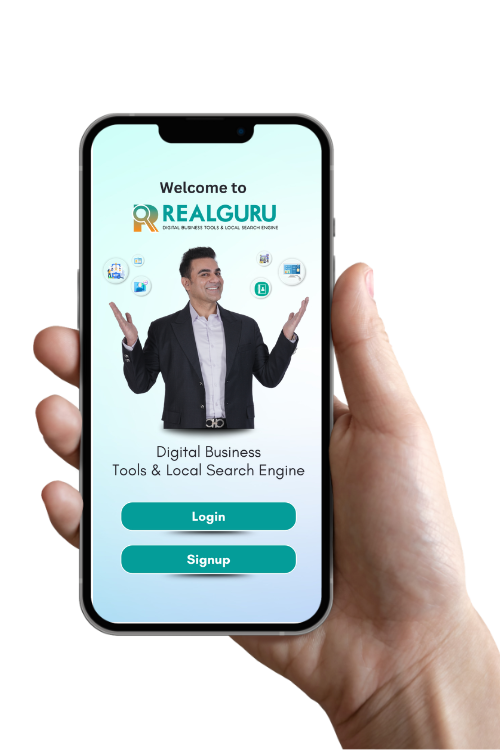 Welcome to
REALGURU
DIGITAL BUSINESS TOOLS & LOCAL SEARCH ENGINE
Digital Business
Tools & Local Search Engine
Login
Signup